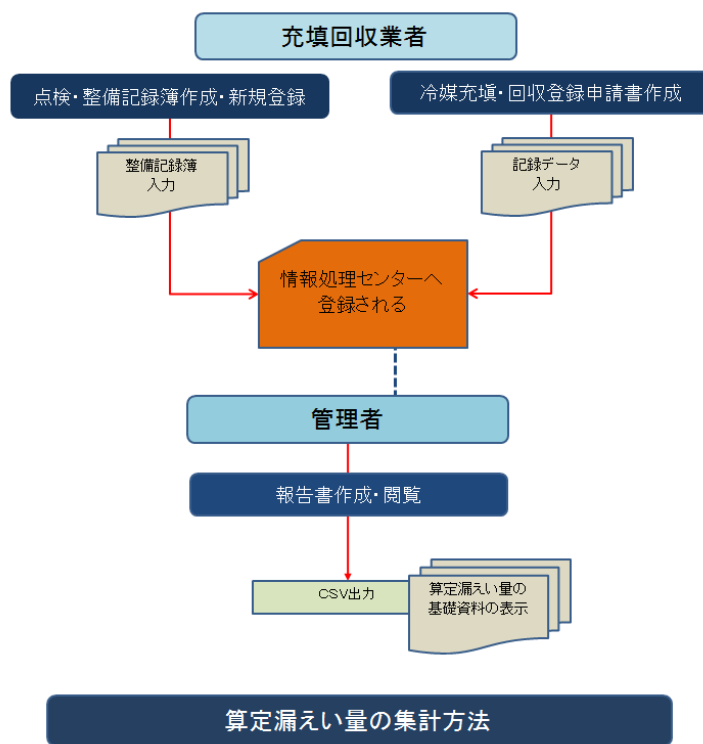 充填回収業者
点検・整備記録簿作成・新規登録
冷媒充塡・回収登録申請書作成
整備記録簿
入力
記録データ
入力
情報処理センターへ
登録される
管理者
報告書作成・閲覧
CSV出力
算定漏えい量の
基礎資料の表示
算定漏えい量の集計方法